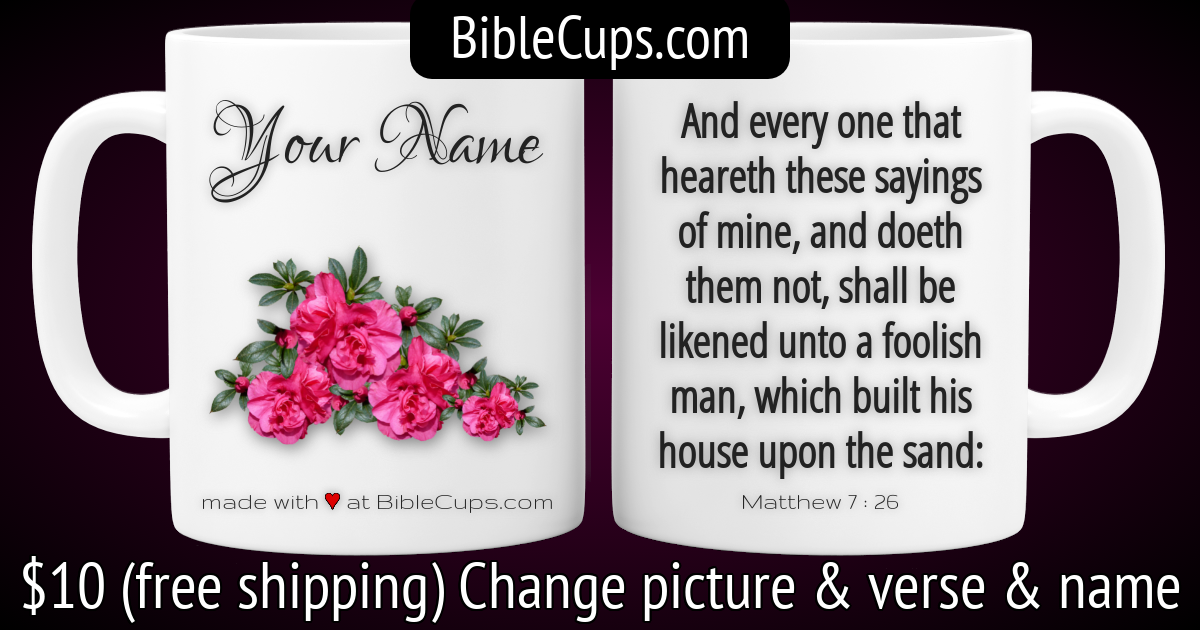 BibleCups.com
Your Name
made with ♥ at BibleCups.com
And every one that
heareth these sayings
of mine, and doeth
them not, shall be
likened unto a foolish
man, which built his
house upon the sand:
Matthew 7 : 26
$10 (free shipping) Change picture & verse & name